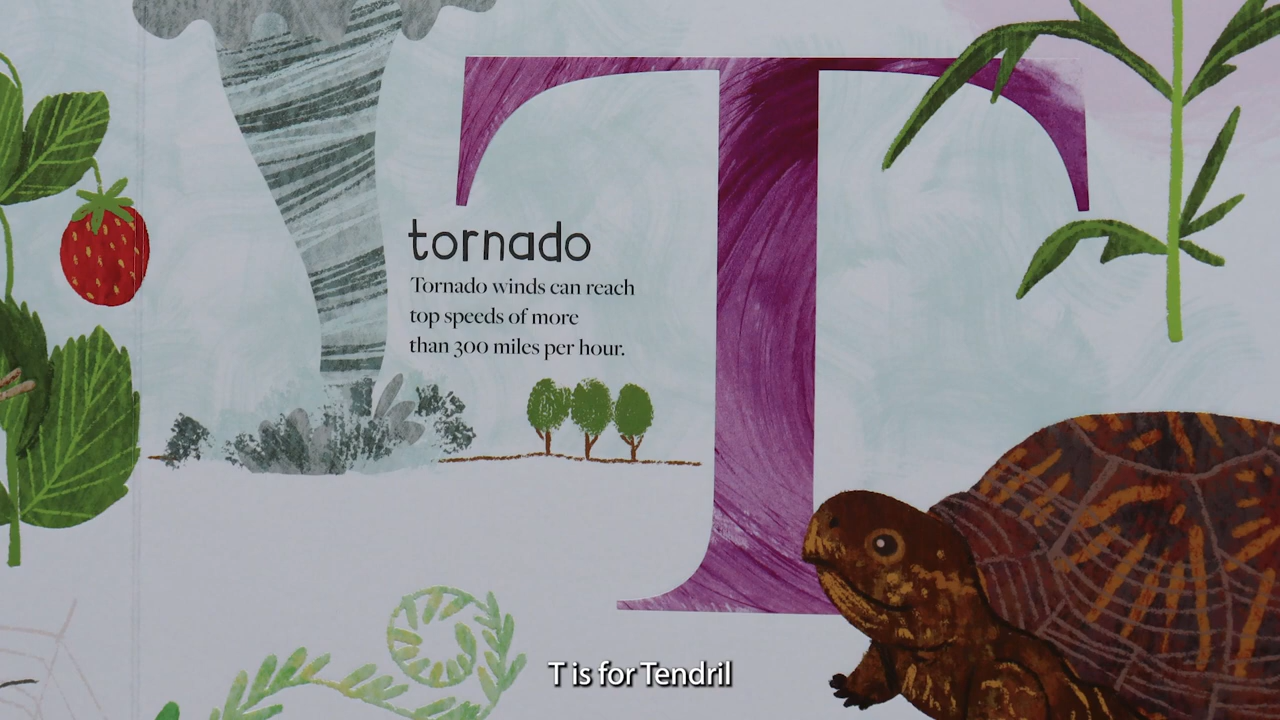 T
tornado
Tornado winds can reach
top speeds of more
than 300 miles per hour.
T is for Tendril